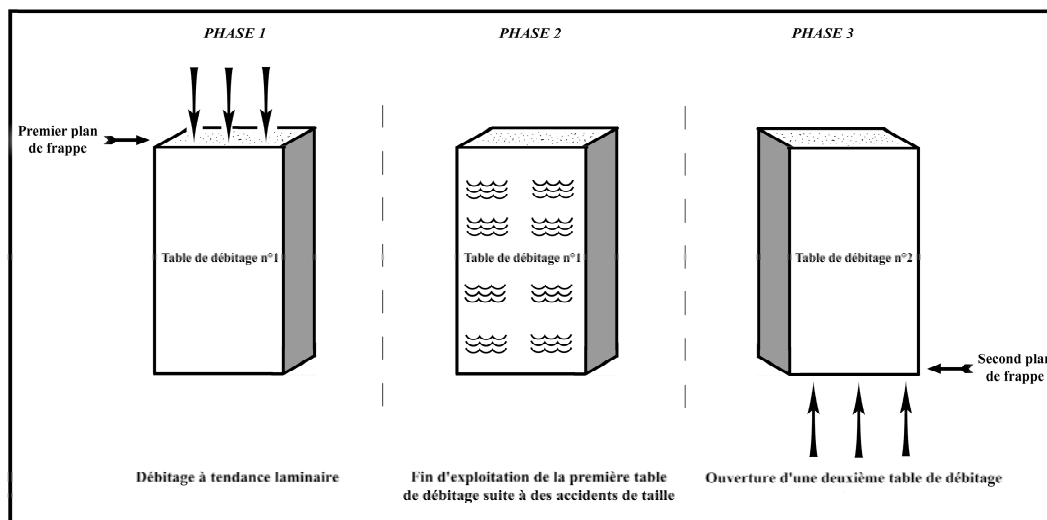 PHASE 1
PHASE 2
PHASE 3
Premier plan
de frappe
Table de débitage n°1
Table de débitage n°1
Table de débitage n°2
Second plan
de frappe
Débitage à tendance laminaire
Fin d'exploitation de la première table
de débitage suite à des accidents de taille
Ouverture d'une deuxième table de débitage